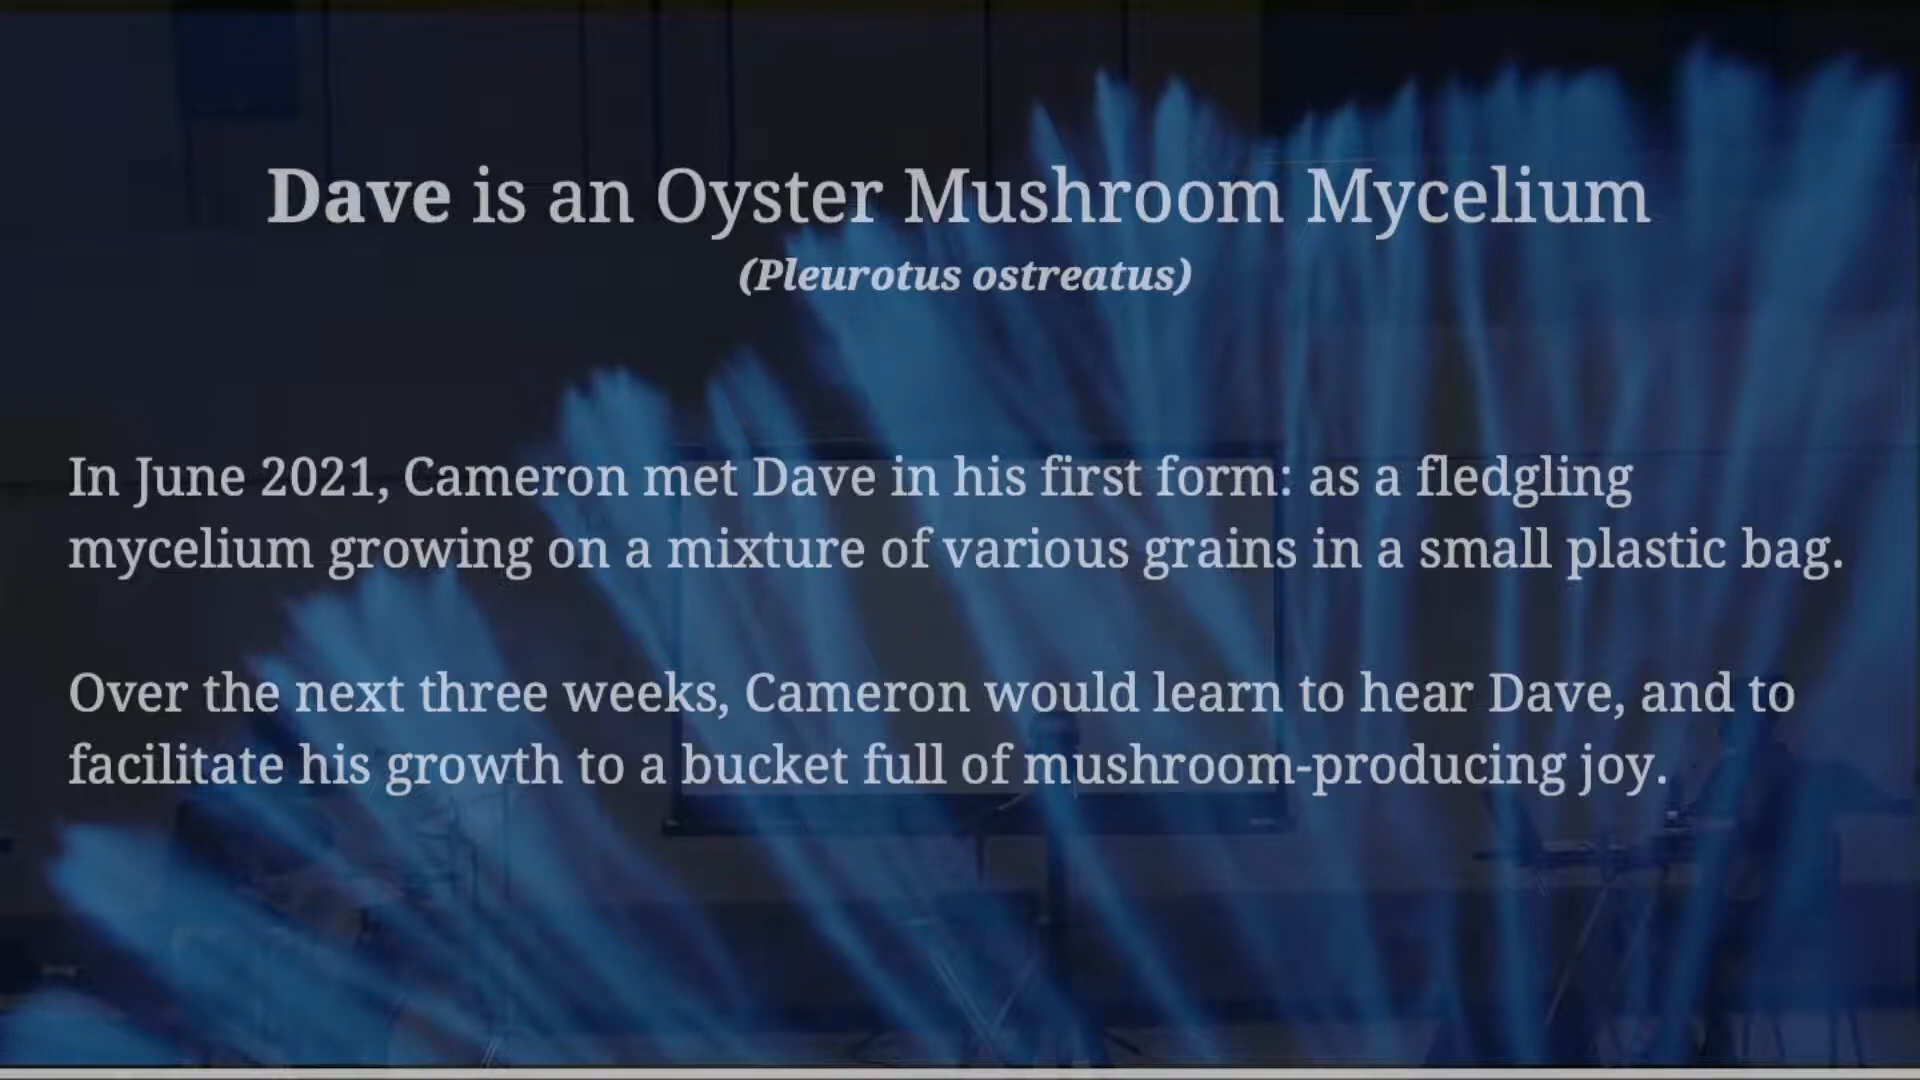 Dave is an Oyster Mushroom Mycelium
(Pleurotus ostreatus)
In June 2021, Cameron met Dave in his first form: as a fledgling
mycelium growing on a mixture of various grains in a small plastic bag.
Over the next three weeks, Cameron would learn to hear Dave, and to
facilitate his growth to a bucket full of mushroom-producing joy.